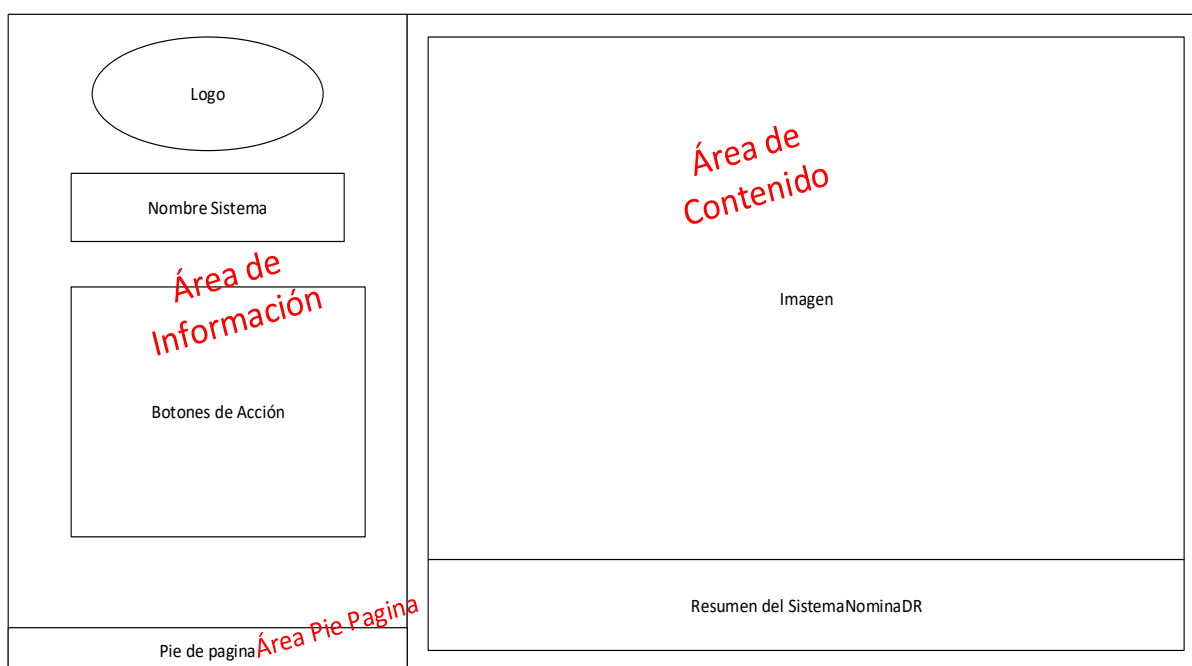 Logo
Nombre Sistema
Área de
Información
Botones de Acción
Pie de pagina
Área Pie Pagina
Área de
Contenido
Imagen
Resumen del SistemaNominaDR